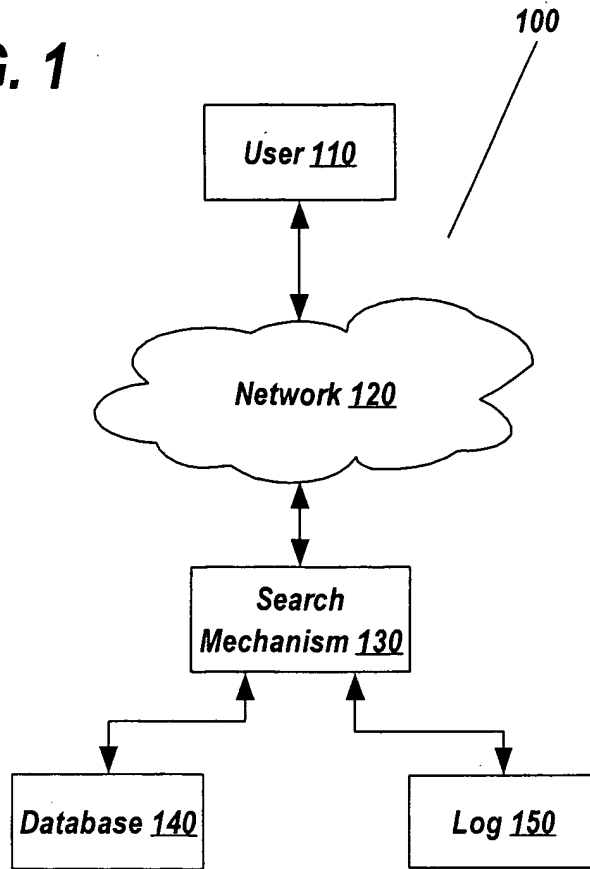 G. 1
100
User 110
Network 120
Search
Mechanism 130
Database 140
Log 150